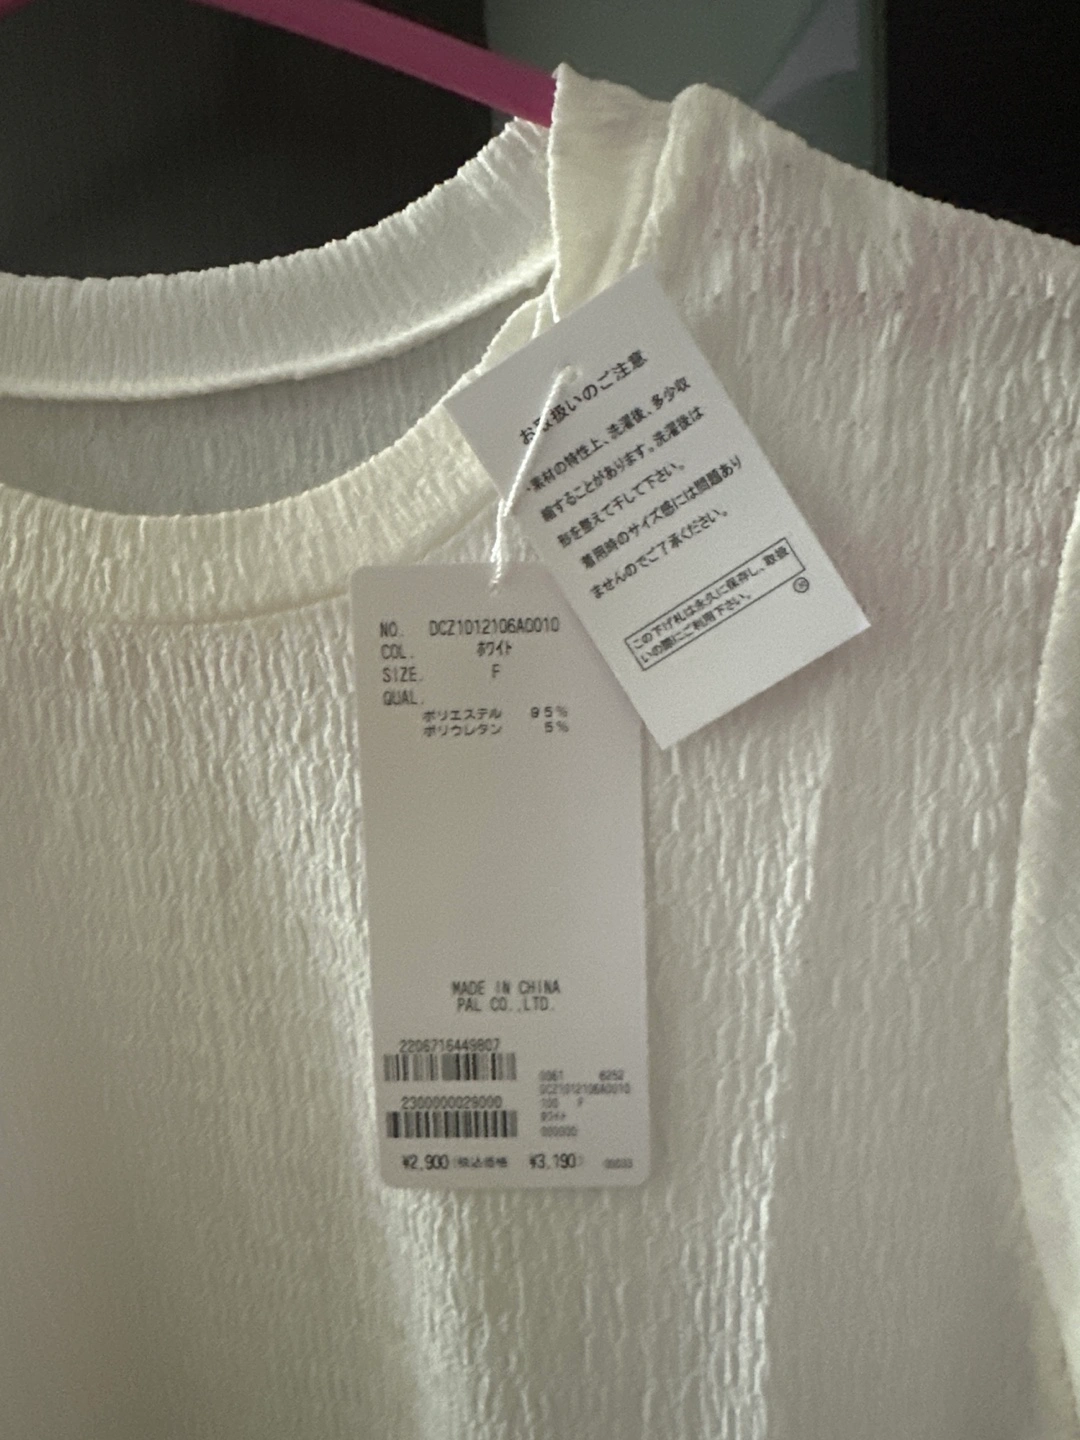 お取扱いのご注意
・素材の特性上、洗濯後、多少収
縮することがあります。洗濯後は
形を整えて干して下さい。
着用時のサイズ感には問題あり
ませんのでご了承ください。
この下げ札は永久に保存し、取扱
いの際にご利用下さい。
NO. DCZ1012106A0010
COL. ホワイト
SIZE. F
QUAL.
ポリエステル 95%
ポリウレタン 5%
MADE IN CHINA
PAL CO.,LTD.
2206716449807
2300000029000
0061 6252
DCZ1012106A0010
100 F
ホワイト
000000
¥2,900(税込価格 ¥3,190)